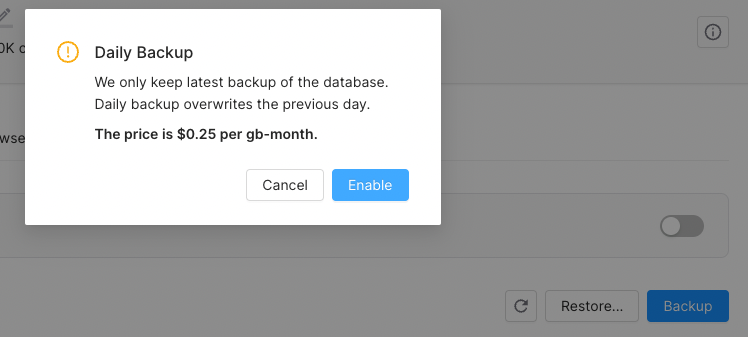 0K
Daily Backup
We only keep latest backup of the database.
Daily backup overwrites the previous day.
The price is $0.25 per gb-month.
wse
Cancel
Enable
Restore...
Backup